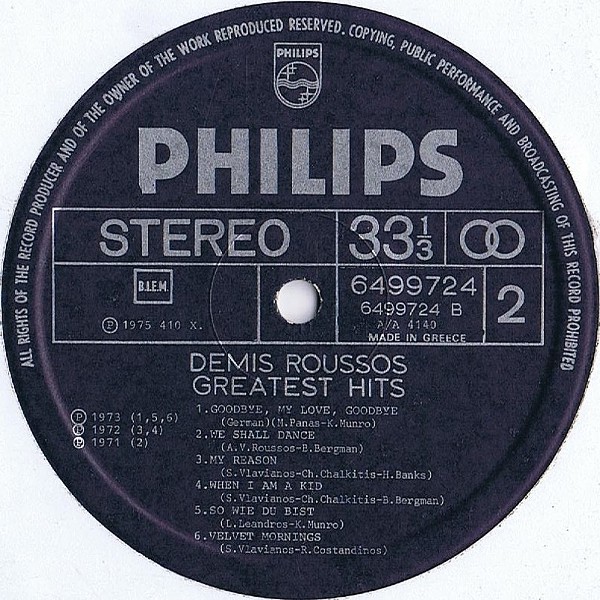 ALL RIGHTS OF THE RECORD PRODUCER AND OF THE OWNER OF THE WORK REPRODUCED RESERVED. COPYING, PUBLIC PERFORMANCE AND BROADCASTING OF THIS RECORD PROHIBITED
PHILIPS
PHILIPS
STEREO
33 1/3
B.I.E.M.
6499724
6499724 B
2
℗ 1975 410 X.
A/A 4140
MADE IN GREECE
DEMIS ROUSSOS
GREATEST HITS
℗ 1973 (1,5,6)
℗ 1972 (3,4)
℗ 1971 (2)
1.GOODBYE, MY LOVE, GOODBYE
(German)(M.Panas-K.Munro)
2.WE SHALL DANCE
(A.V.Roussos-B.Bergman)
3.MY REASON
(S.Vlavianos-Ch.Chalkitis-H.Banks)
4.WHEN I AM A KID
(S.Vlavianos-Ch.Chalkitis-B.Bergman)
5.SO WIE DU BIST
(L.Leandros-K.Munro)
6.VELVET MORNINGS
(S.Vlavianos-R.Costandinos)